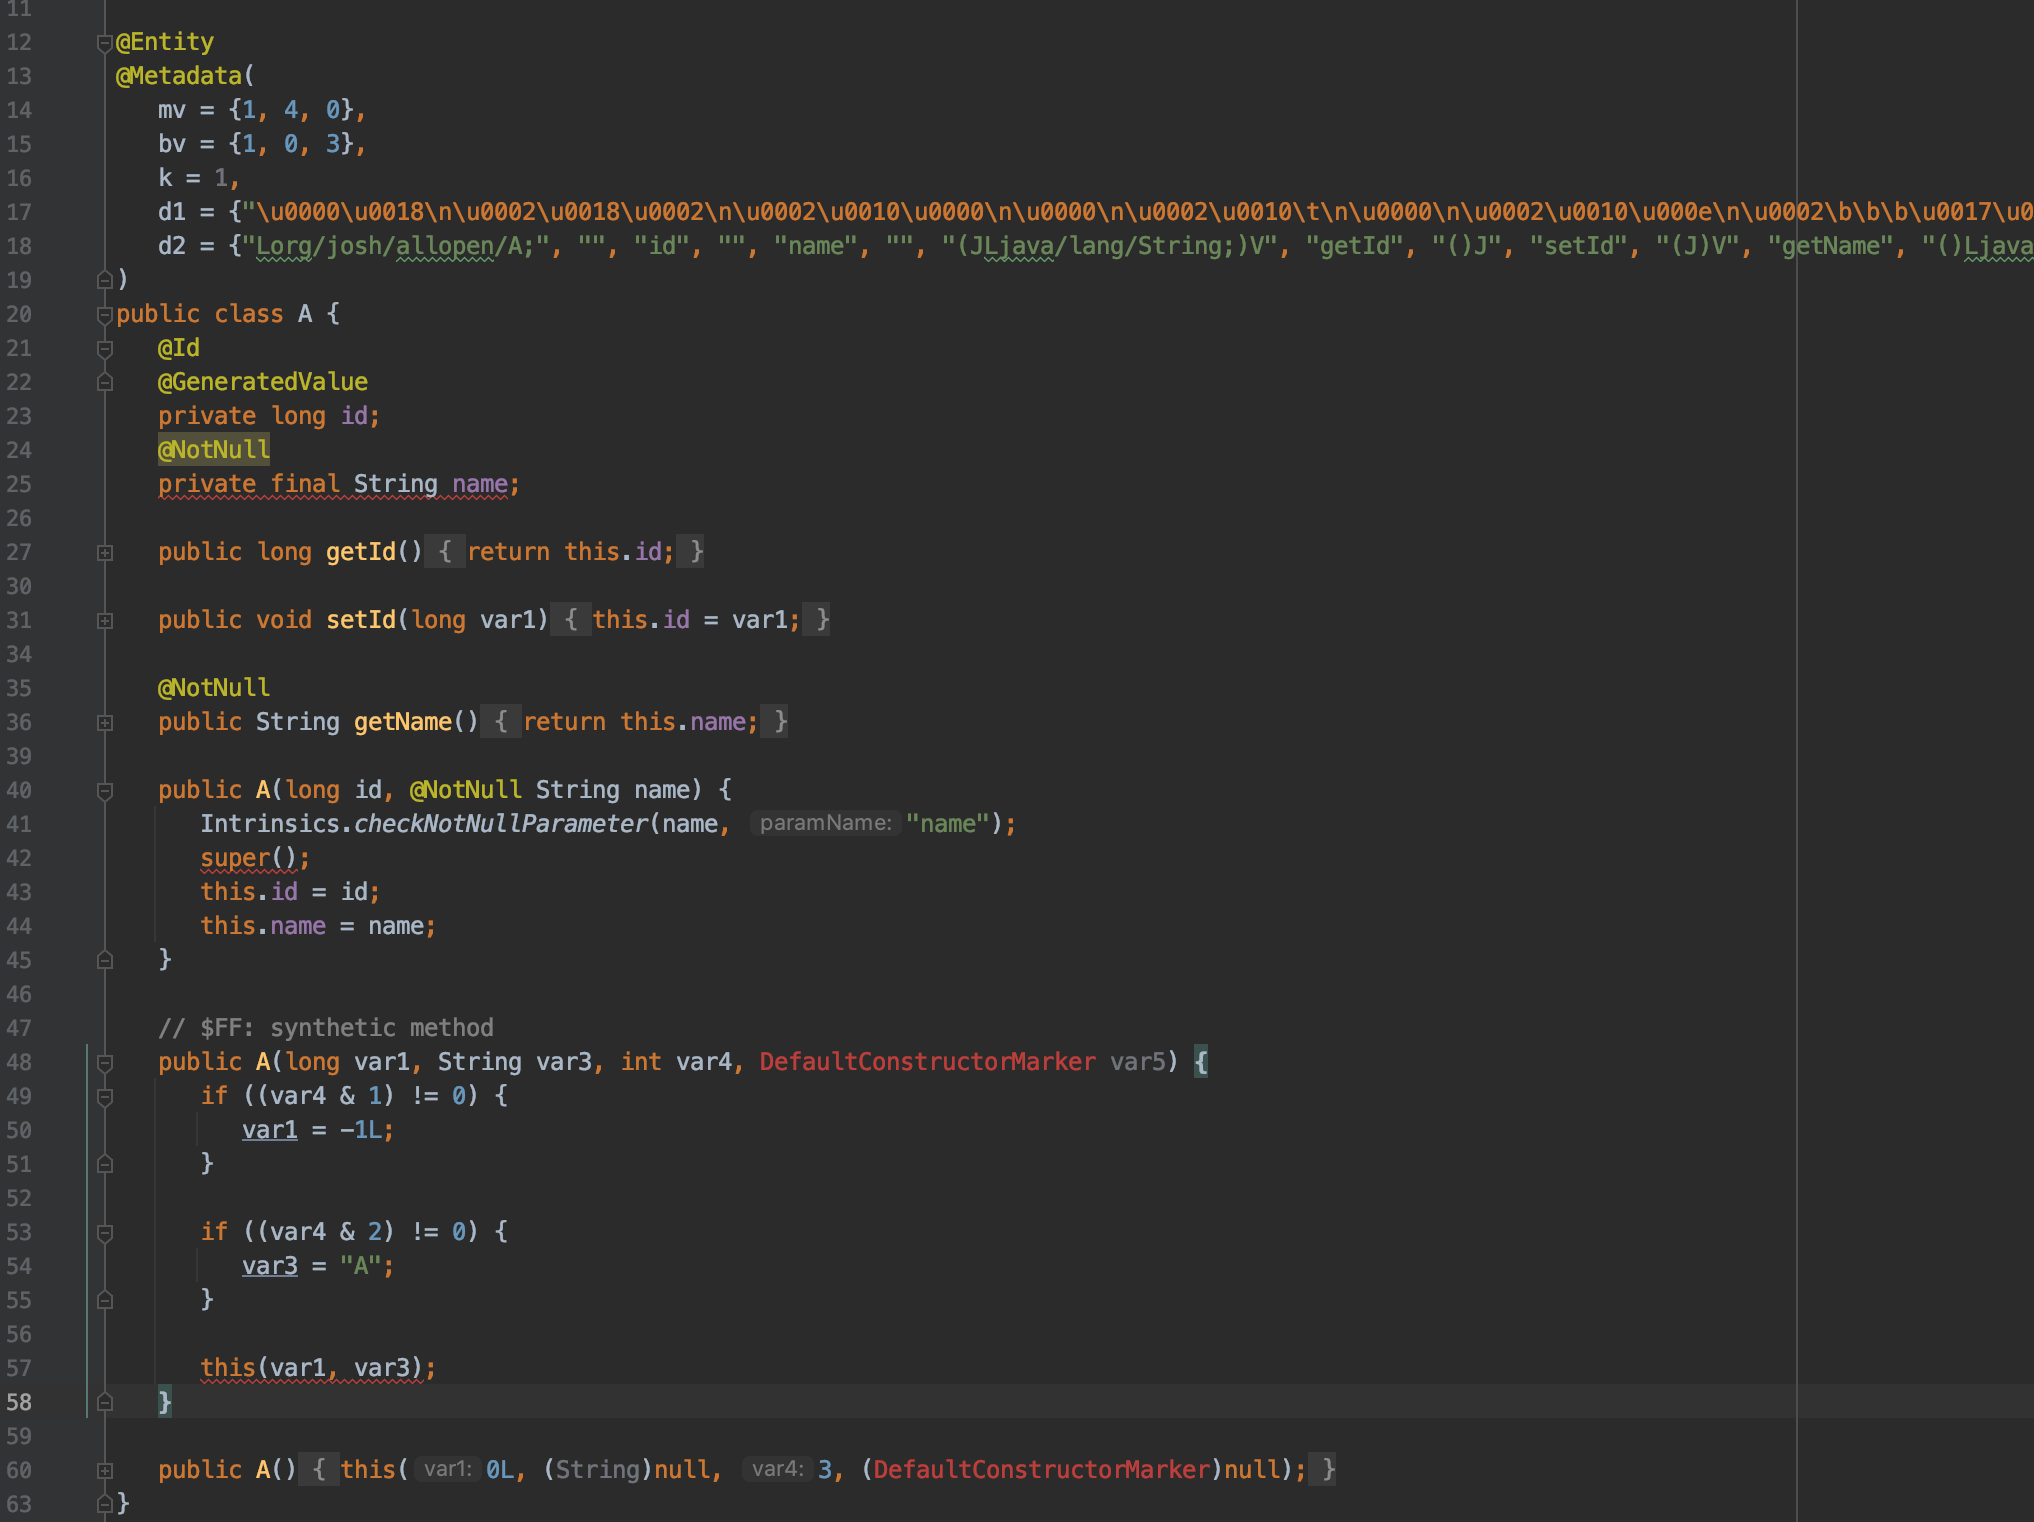 11
12 @Entity
13 @Metadata(
14 mv = {1, 4, 0},
15 bv = {1, 0, 3},
16 k = 1,
17 d1 = {"\u0000\u0018\n\u0002\u0018\u0002\n\u0002\u0010\u0000\n\u0000\n\u0002\u0010\t\n\u0000\n\u0002\u0010\u000e\n\u0002\b\b\b\u0017\u0
18 d2 = {"Lorg/josh/allopen/A;", "", "id", "", "name", "", "(JLjava/lang/String;)V", "getId", "()J", "setId", "(J)V", "getName", "()Ljava
19 )
20 public class A {
21 @Id
22 @GeneratedValue
23 private long id;
24 @NotNull
25 private final String name;
26
27 public long getId() { return this.id; }
30
31 public void setId(long var1) { this.id = var1; }
34
35 @NotNull
36 public String getName() { return this.name; }
39
40 public A(long id, @NotNull String name) {
41 Intrinsics.checkNotNullParameter(name, paramName: "name");
42 super();
43 this.id = id;
44 this.name = name;
45 }
46
47 // $FF: synthetic method
48 public A(long var1, String var3, int var4, DefaultConstructorMarker var5) {
49 if ((var4 & 1) != 0) {
50 var1 = -1L;
51 }
52
53 if ((var4 & 2) != 0) {
54 var3 = "A";
55 }
56
57 this(var1, var3);
58 }
59
60 public A() { this( var1: 0L, (String)null, var4: 3, (DefaultConstructorMarker)null); }
63 }